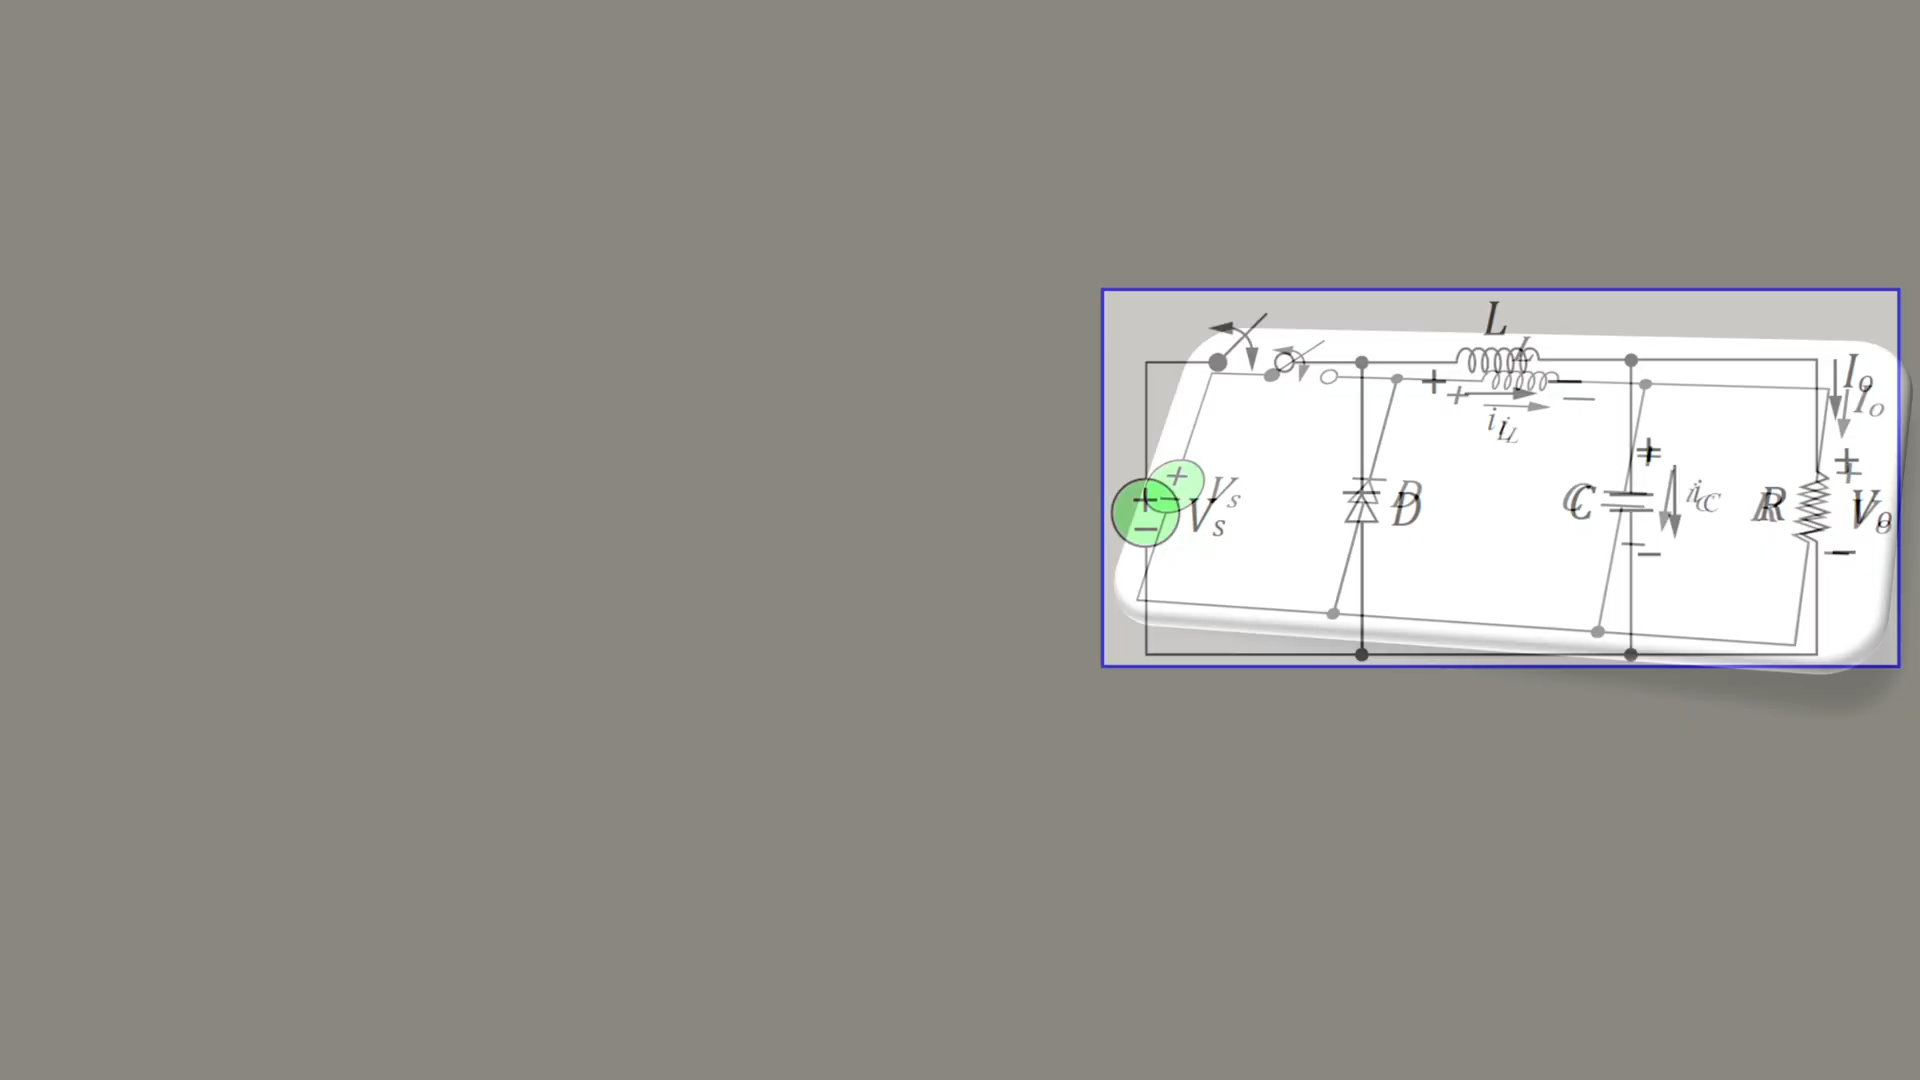 L
+ −
i_L
I_o
+
V_s
−
D
C
+
−
i_C
R
+
V_o
−